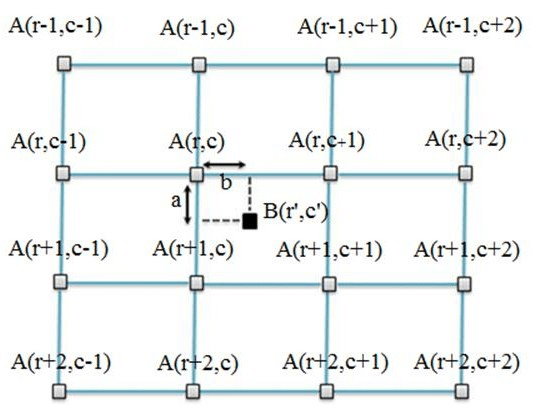 A(r-1,c-1) A(r-1,c) A(r-1,c+1) A(r-1,c+2)
A(r,c-1) A(r,c) A(r,c+1) A(r,c+2)
b
a B(r',c')
A(r+1,c-1) A(r+1,c) A(r+1,c+1) A(r+1,c+2)
A(r+2,c-1) A(r+2,c) A(r+2,c+1) A(r+2,c+2)